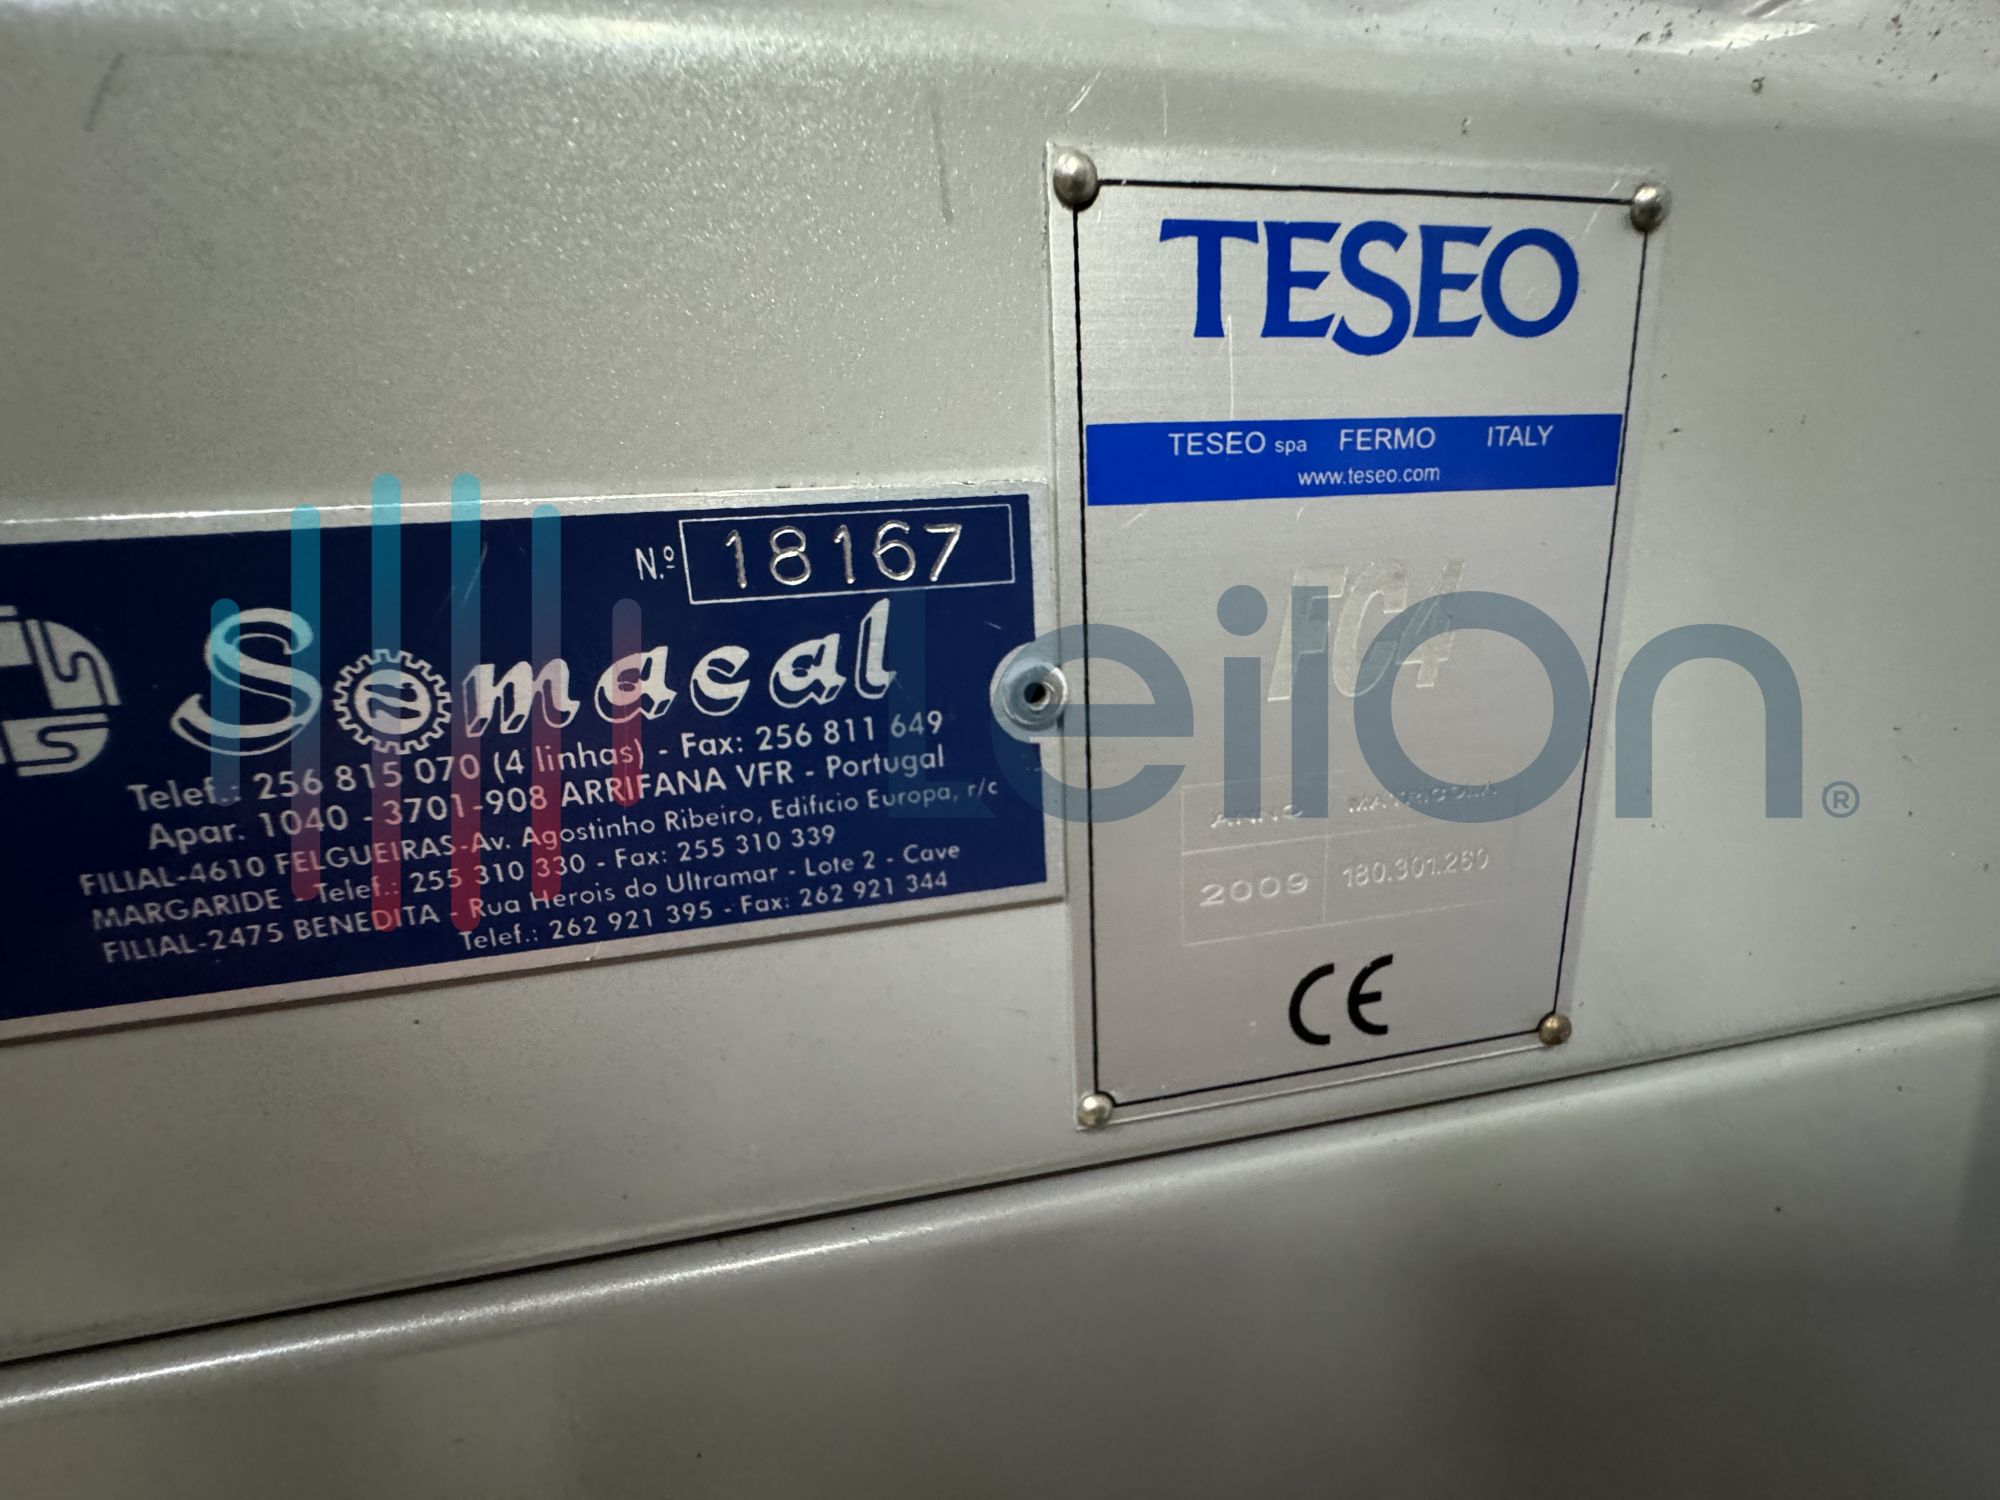 N.º 18167
Somacal
Telef.: 256 815 070 (4 linhas) - Fax: 256 811 649
Apar. 1040 - 3701-908 ARRIFANA VFR - Portugal
FILIAL-4610 FELGUEIRAS-Av. Agostinho Ribeiro, Edificio Europa, r/c
MARGARIDE - Telef.: 255 310 330 - Fax: 255 310 339
FILIAL-2475 BENEDITA - Rua Herois do Ultramar - Lote 2 - Cave
Telef.: 262 921 395 - Fax: 262 921 344
TESEO
TESEO spa FERMO ITALY
www.teseo.com
FC4
ANNO MATRICOLA
2009 180.301.260
CE
LeilOn®